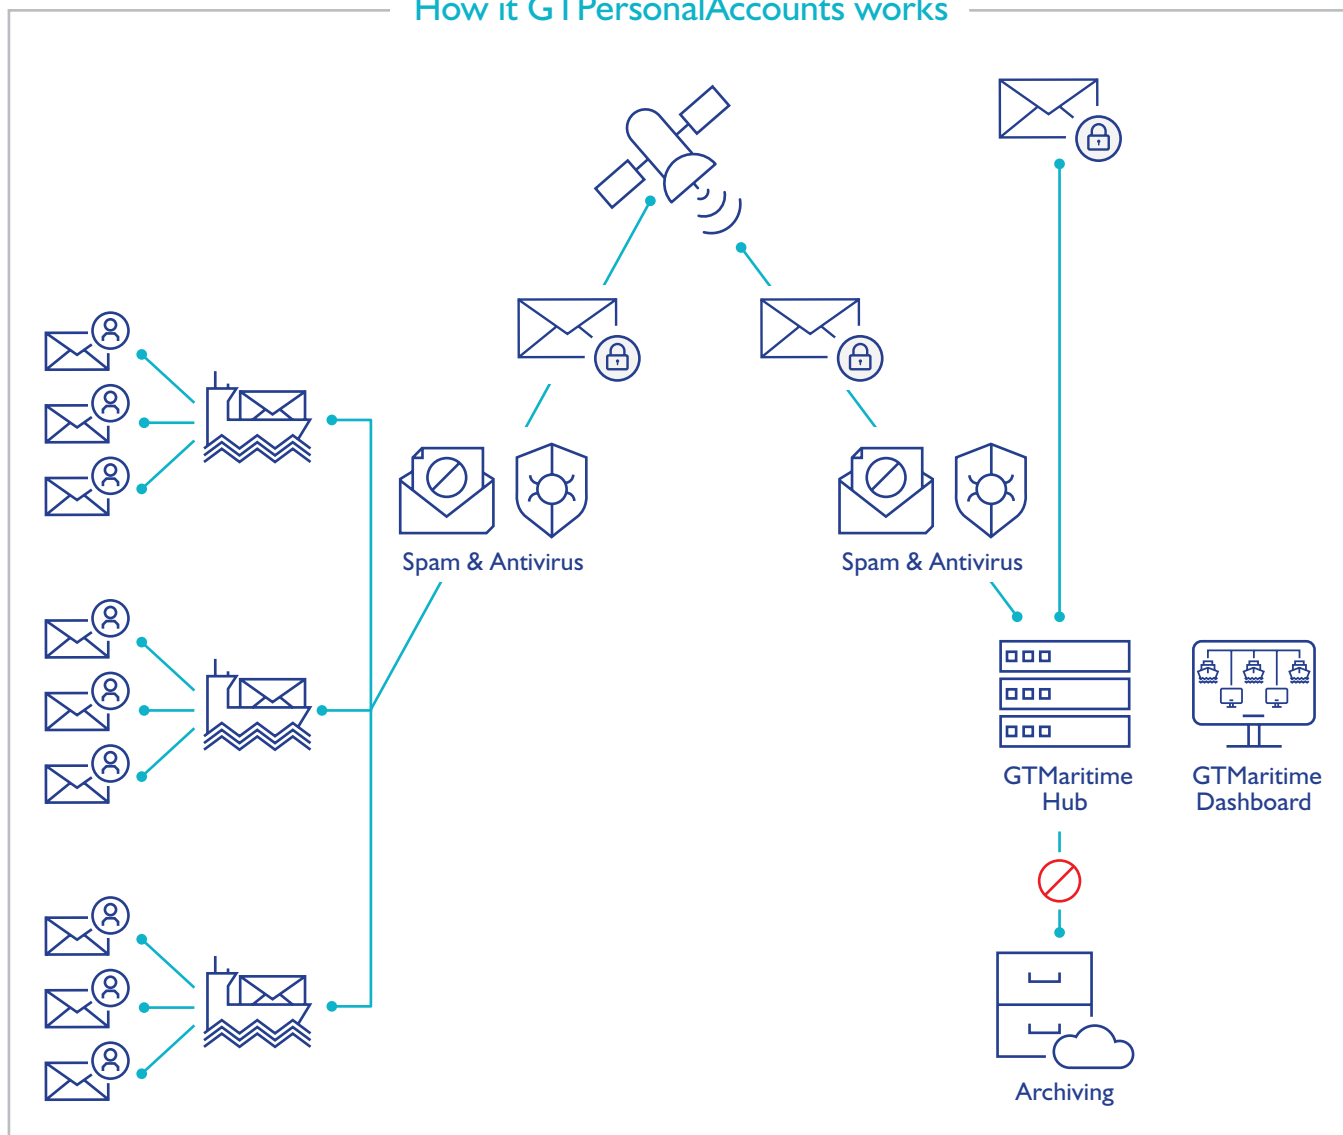 How it GTPersonalAccounts works
Spam & Antivirus
Spam & Antivirus
GTMaritime
Hub
GTMaritime
Dashboard
Archiving